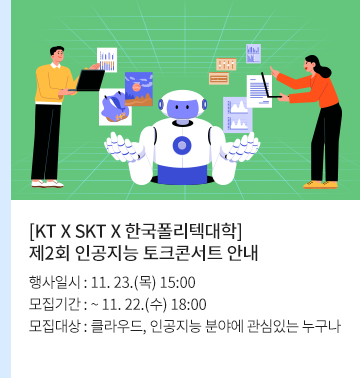 [KT X SKT X 한국폴리텍대학]
제2회 인공지능 토크콘서트 안내
행사일시 : 11. 23.(목) 15:00
모집기간 : ~ 11. 22.(수) 18:00
모집대상 : 클라우드, 인공지능 분야에 관심있는 누구나